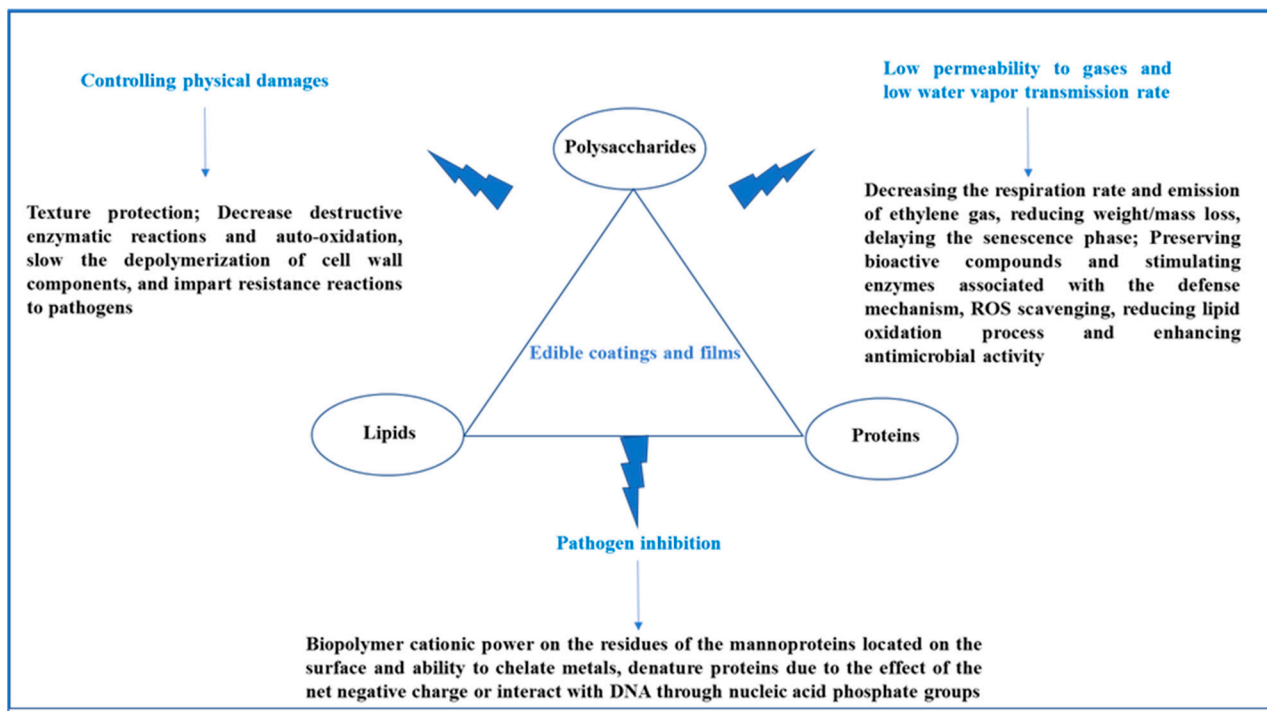 Controlling physical damages
Low permeability to gases and
low water vapor transmission rate
Polysaccharides
Texture protection; Decrease destructive
enzymatic reactions and auto-oxidation,
slow the depolymerization of cell wall
components, and impart resistance reactions
to pathogens
Decreasing the respiration rate and emission
of ethylene gas, reducing weight/mass loss,
delaying the senescence phase; Preserving
bioactive compounds and stimulating
enzymes associated with the defense
mechanism, ROS scavenging, reducing lipid
oxidation process and enhancing
antimicrobial activity
Edible coatings and films
Lipids
Proteins
Pathogen inhibition
Biopolymer cationic power on the residues of the mannoproteins located on the
surface and ability to chelate metals, denature proteins due to the effect of the
net negative charge or interact with DNA through nucleic acid phosphate groups